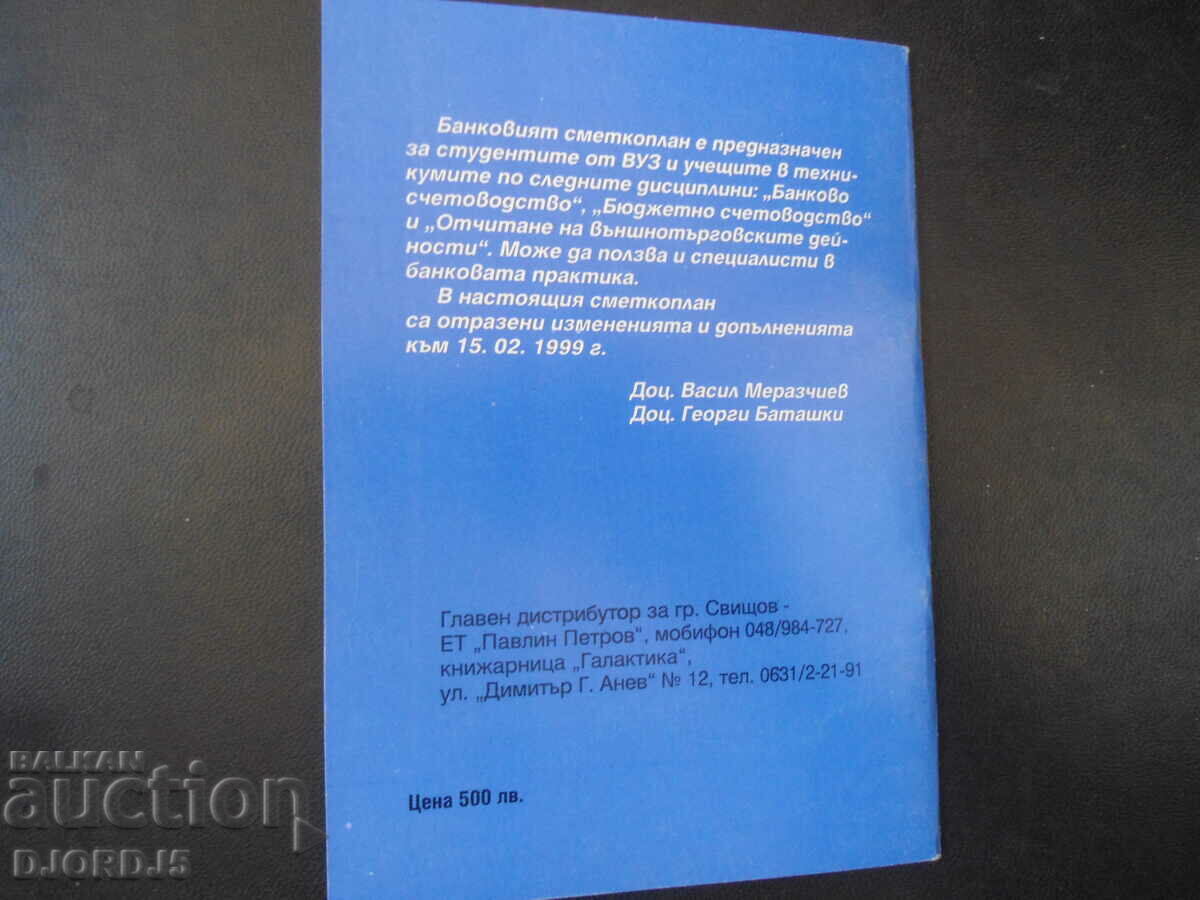 Банковият сметкоплан е предназначен
за студентите от ВУЗ и учещите в техни-
кумите по следните дисциплини: „Банково
счетоводство“, „Бюджетно счетоводство“
и „Отчитане на външнотърговските дей-
ности“. Може да ползва и специалисти в
банковата практика.
В настоящия сметкоплан
са отразени измененията и допълненията
към 15. 02. 1999 г.
Доц. Васил Меразчиев
Доц. Георги Баташки
Главен дистрибутор за гр. Свищов -
ЕТ „Павлин Петров“, мобифон 048/984-727,
книжарница „Галактика“,
ул. „Димитър Г. Анев“ № 12, тел. 0631/2-21-91
Цена 500 лв.
BALKAN
auction
DJORDJ5